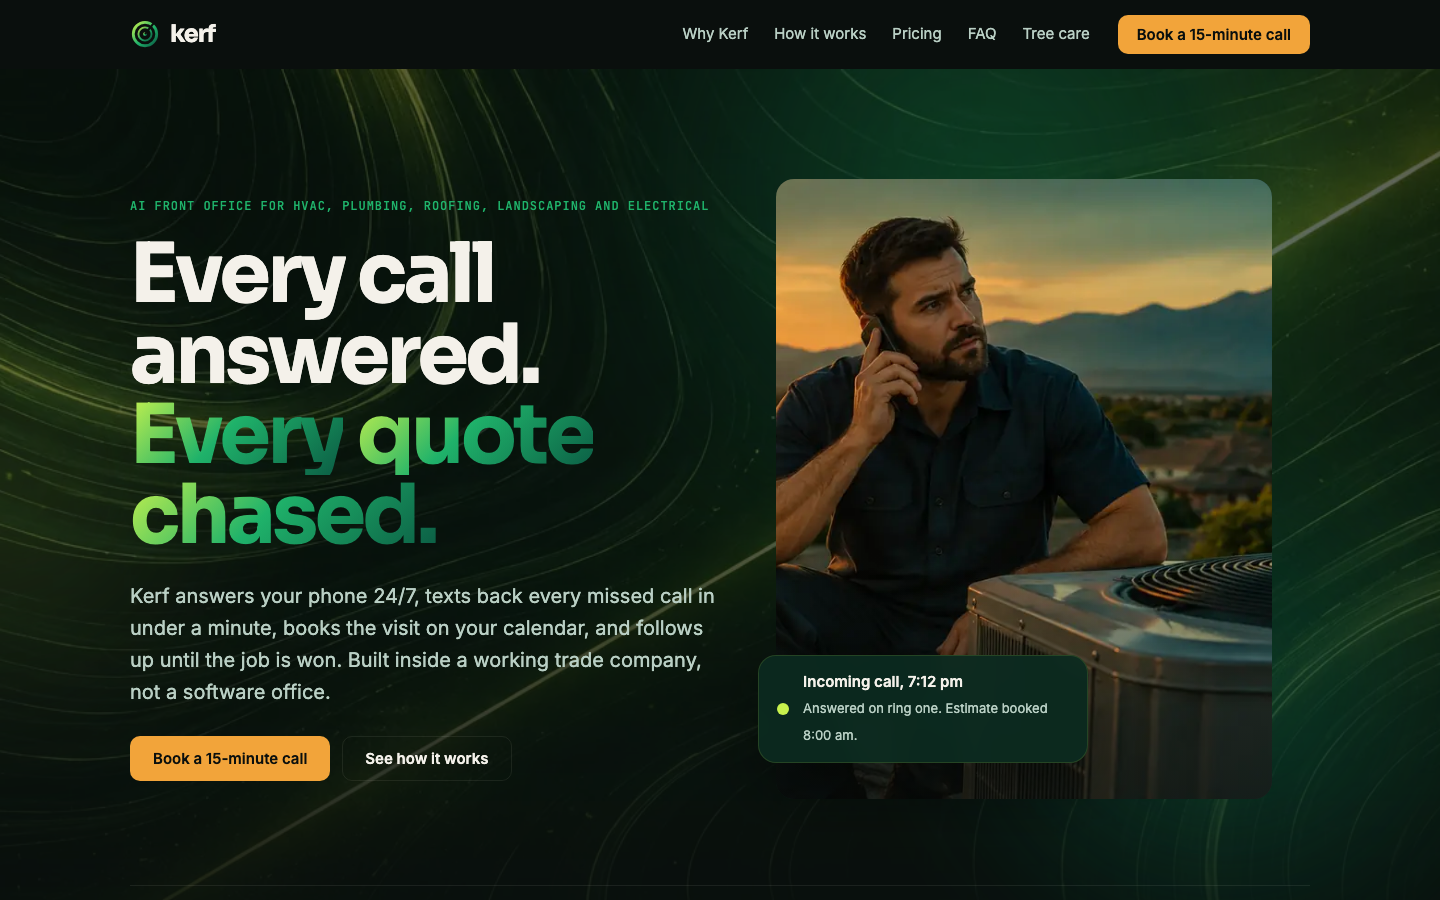 kerf
Why Kerf
How it works
Pricing
FAQ
Tree care
Book a 15-minute call
AI FRONT OFFICE FOR HVAC, PLUMBING, ROOFING, LANDSCAPING AND ELECTRICAL
Every call
answered.
Every quote
chased.
Kerf answers your phone 24/7, texts back every missed call in
under a minute, books the visit on your calendar, and follows
up until the job is won. Built inside a working trade company,
not a software office.
Book a 15-minute call
See how it works
Incoming call, 7:12 pm
Answered on ring one. Estimate booked
8:00 am.